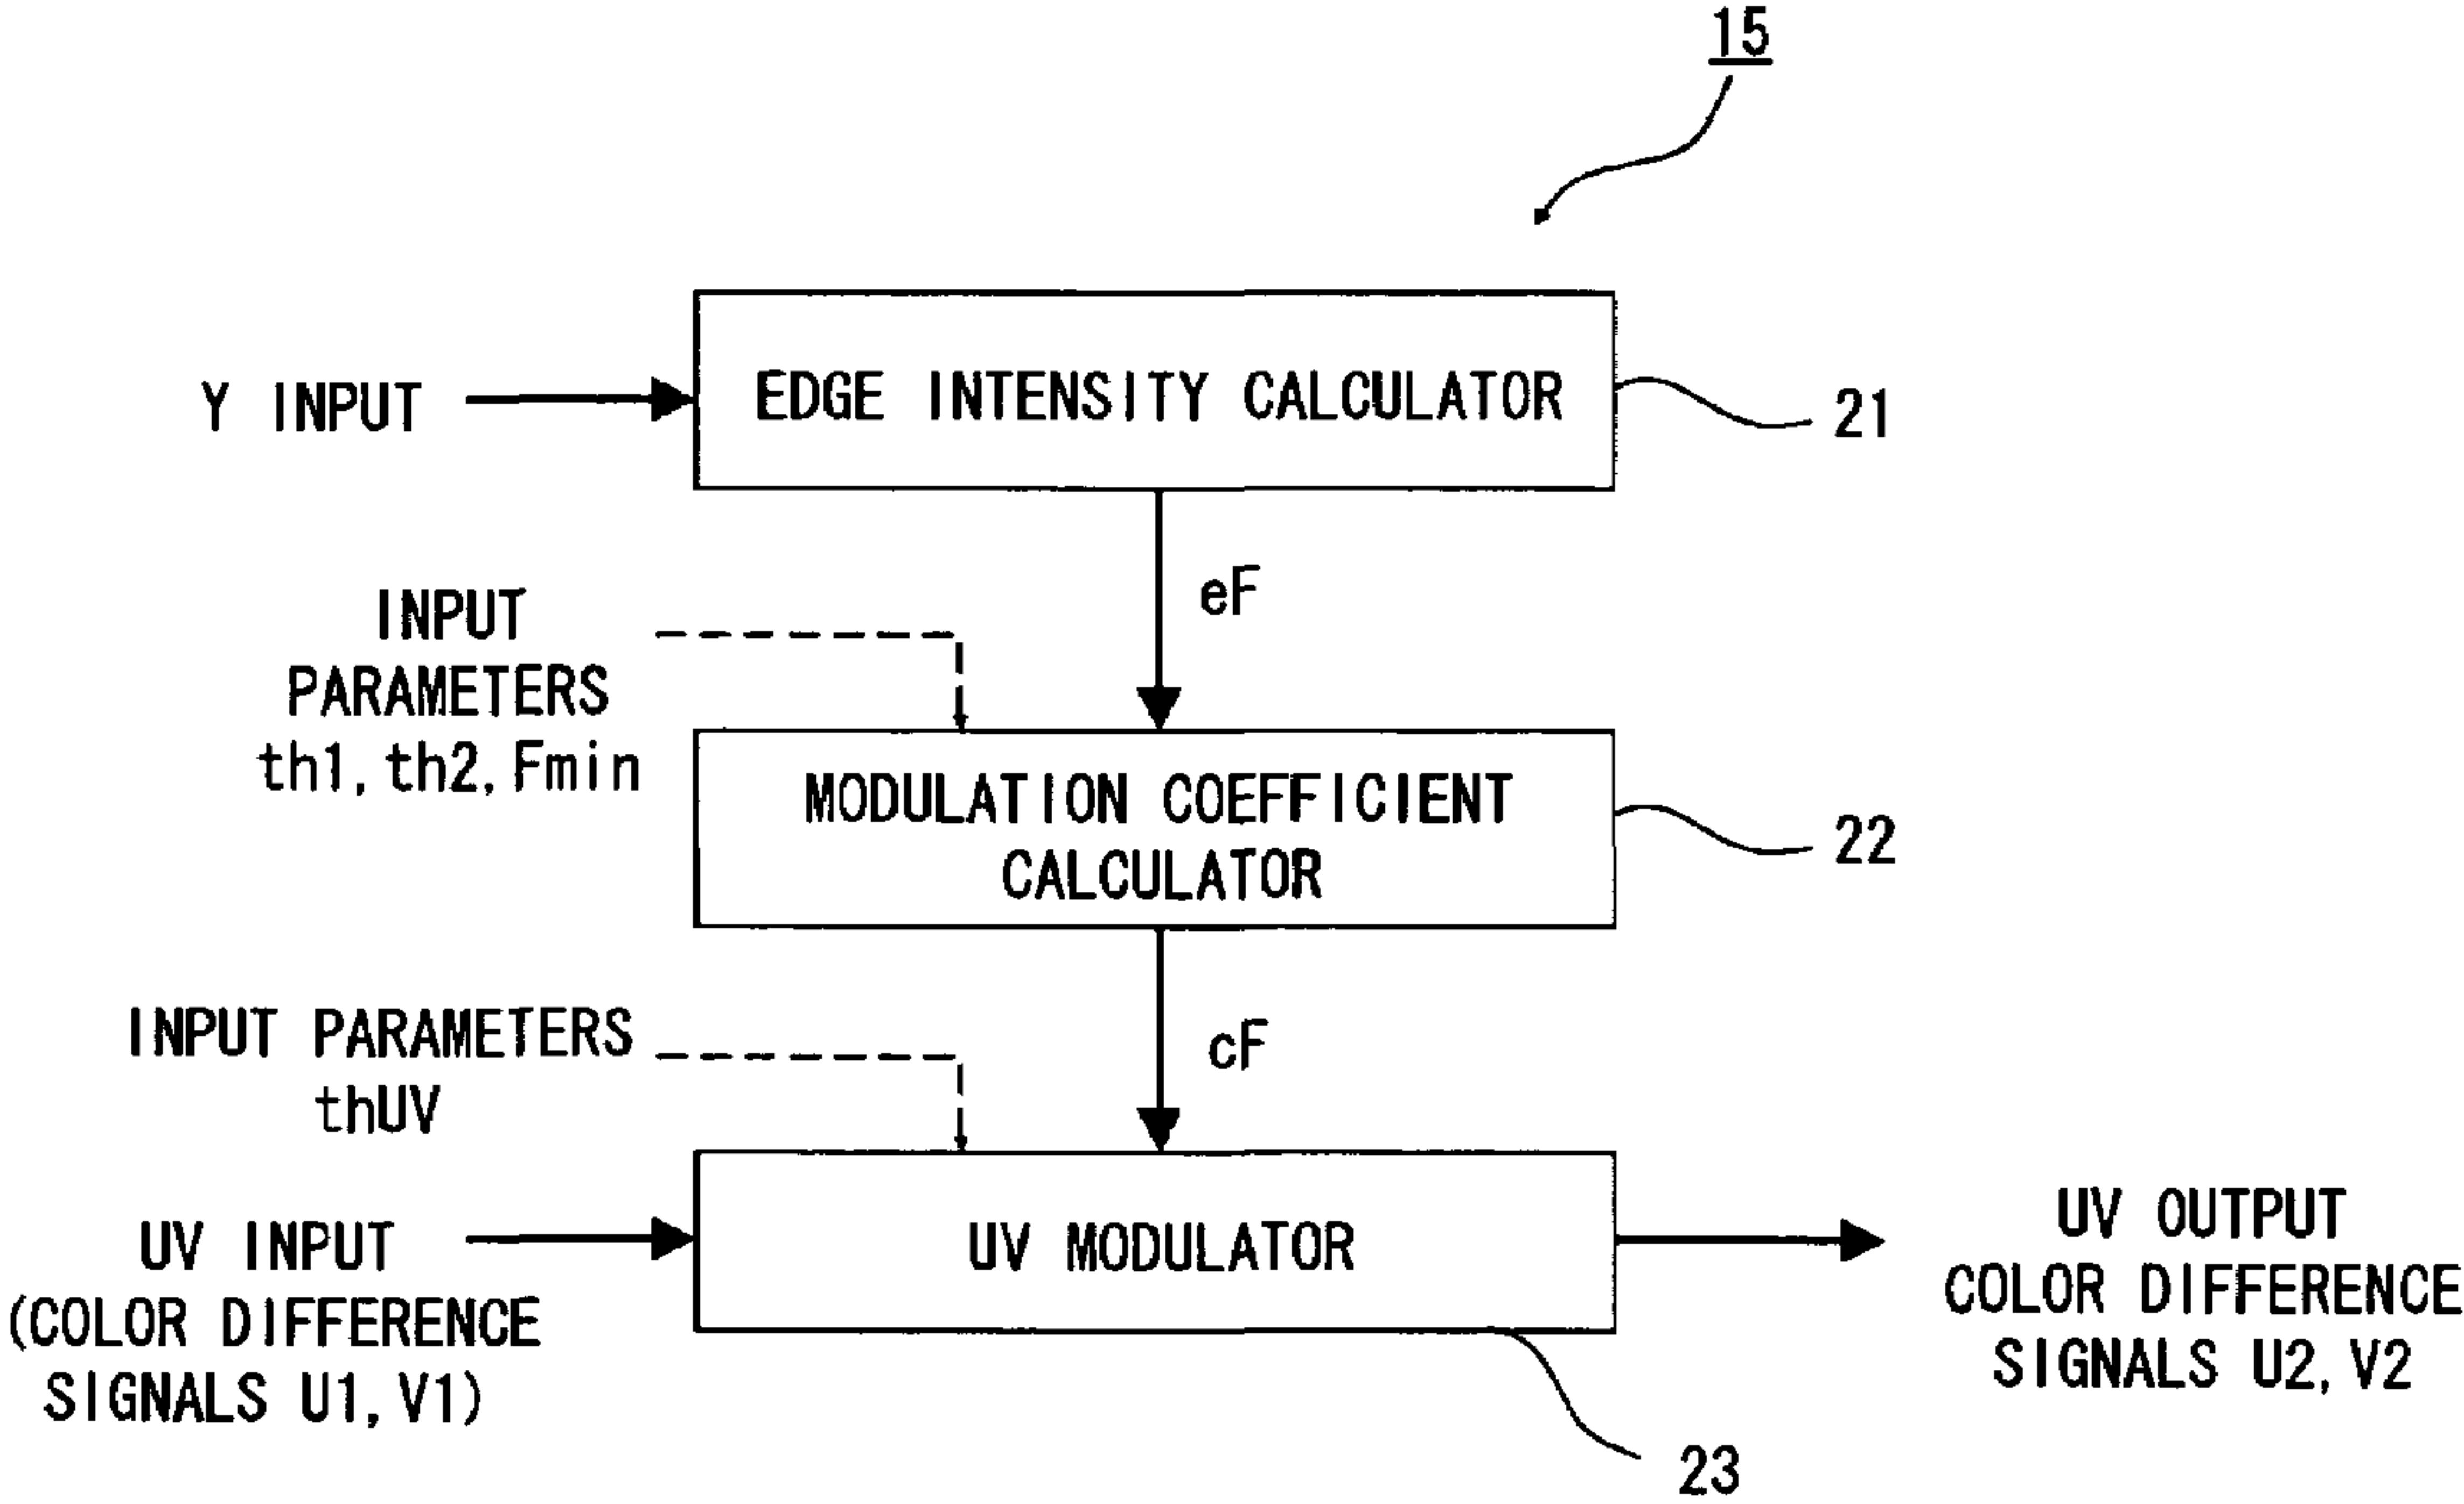 15
Y INPUT
EDGE INTENSITY CALCULATOR
21
eF
INPUT
PARAMETERS
th1, th2, Fmin
MODULATION COEFFICIENT
CALCULATOR
22
cF
INPUT PARAMETERS
thUV
UV INPUT
(COLOR DIFFERENCE
SIGNALS U1, V1)
UV MODULATOR
23
UV OUTPUT
COLOR DIFFERENCE
SIGNALS U2, V2